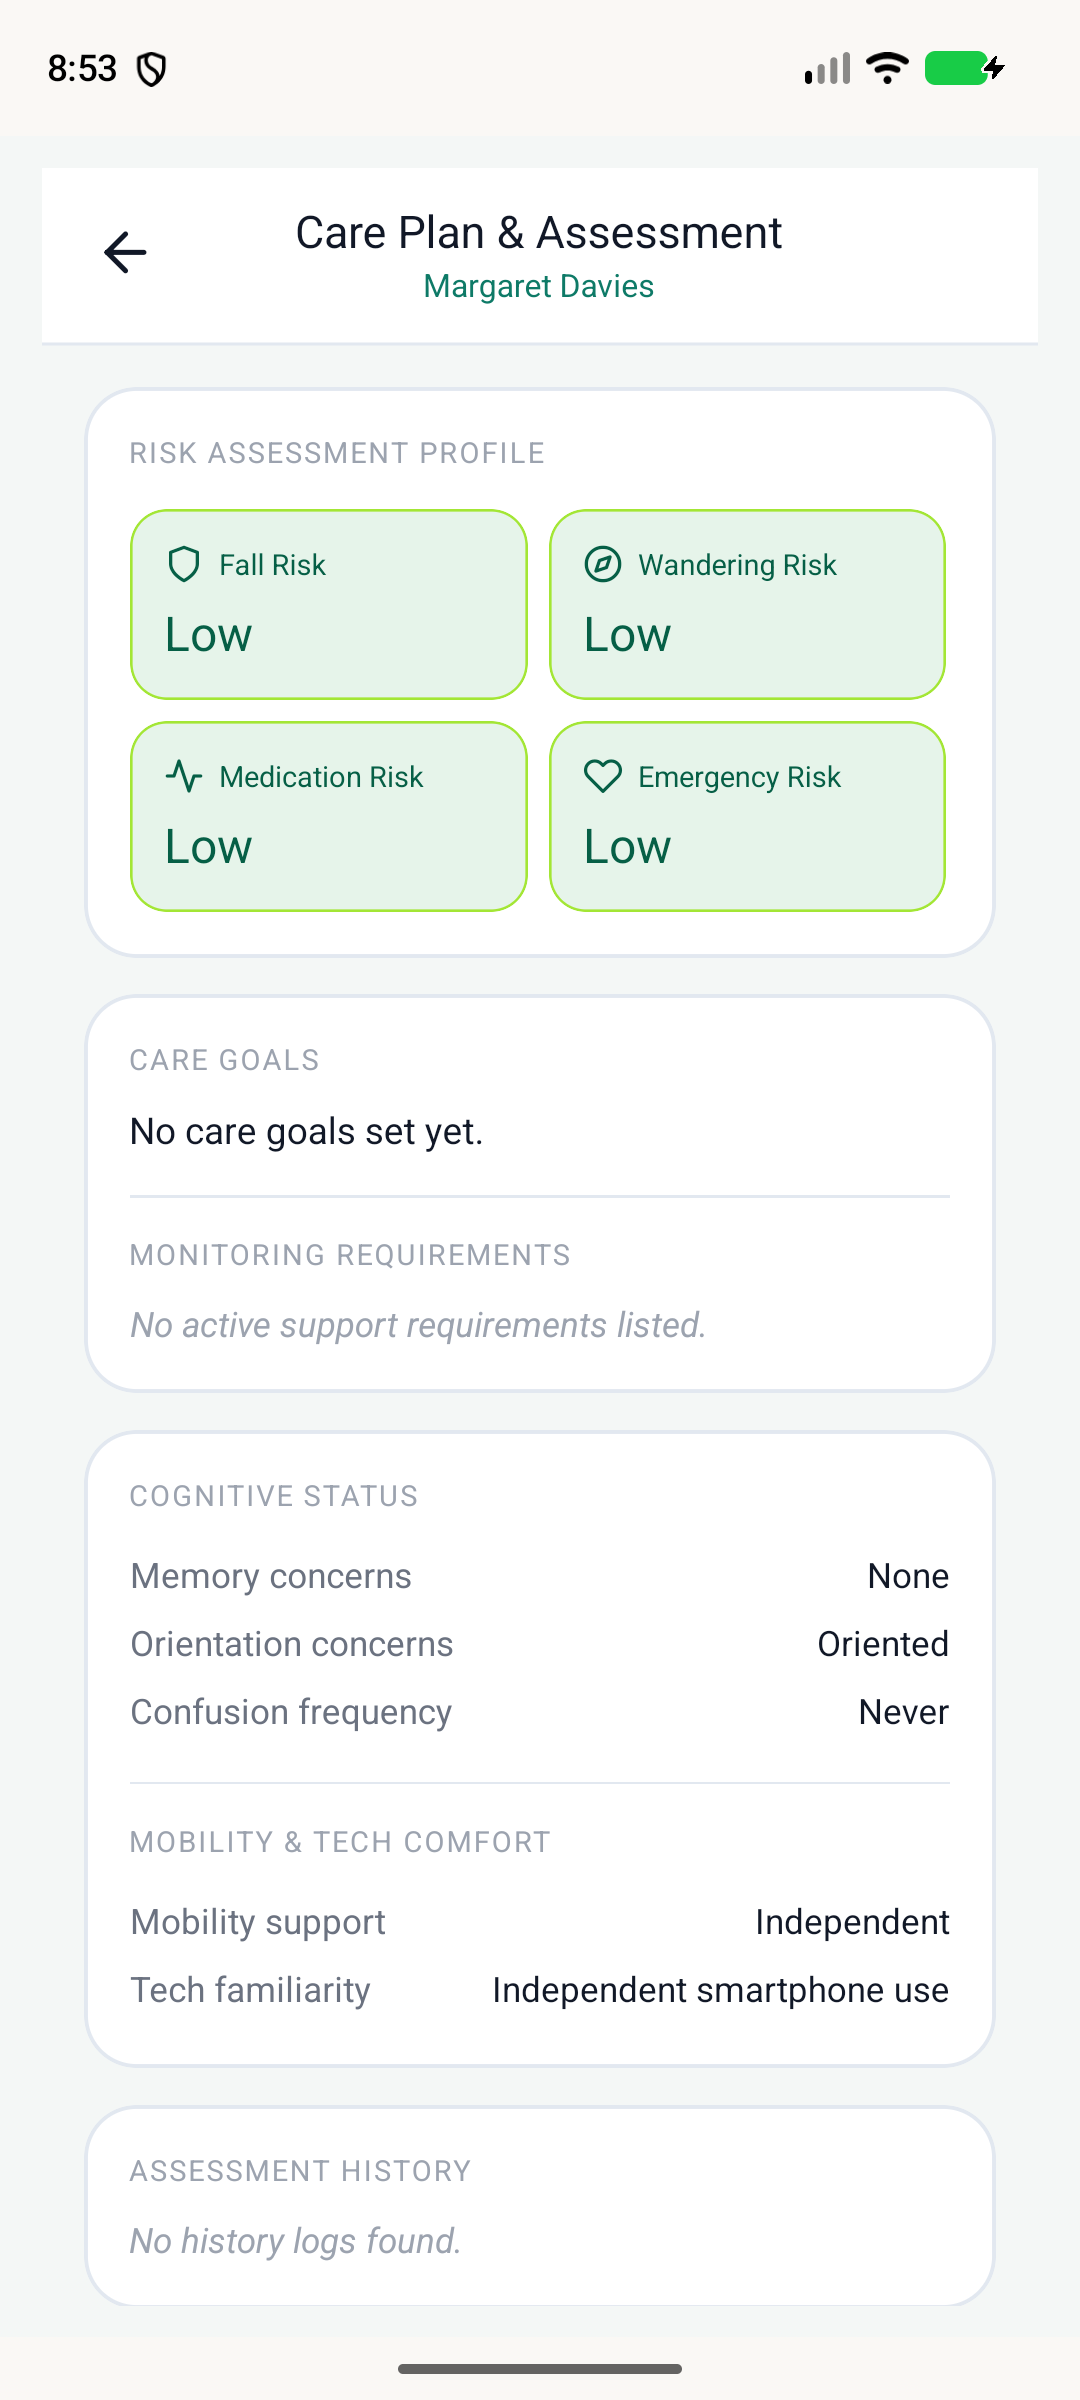 8:53
Care Plan & Assessment
Margaret Davies
RISK ASSESSMENT PROFILE
Fall Risk
Low
Wandering Risk
Low
Medication Risk
Low
Emergency Risk
Low
CARE GOALS
No care goals set yet.
MONITORING REQUIREMENTS
No active support requirements listed.
COGNITIVE STATUS
Memory concerns None
Orientation concerns Oriented
Confusion frequency Never
MOBILITY & TECH COMFORT
Mobility support Independent
Tech familiarity Independent smartphone use
ASSESSMENT HISTORY
No history logs found.